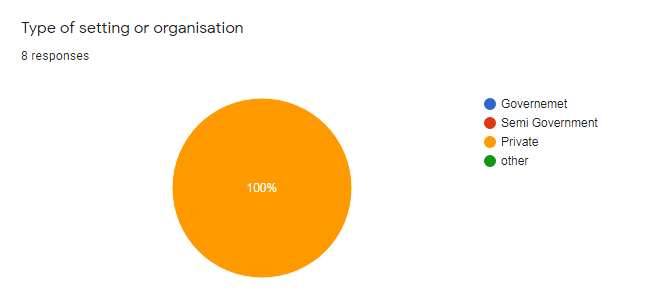 Type of setting or organisation
8 responses
Governemet
Semi Government
Private
other
100%